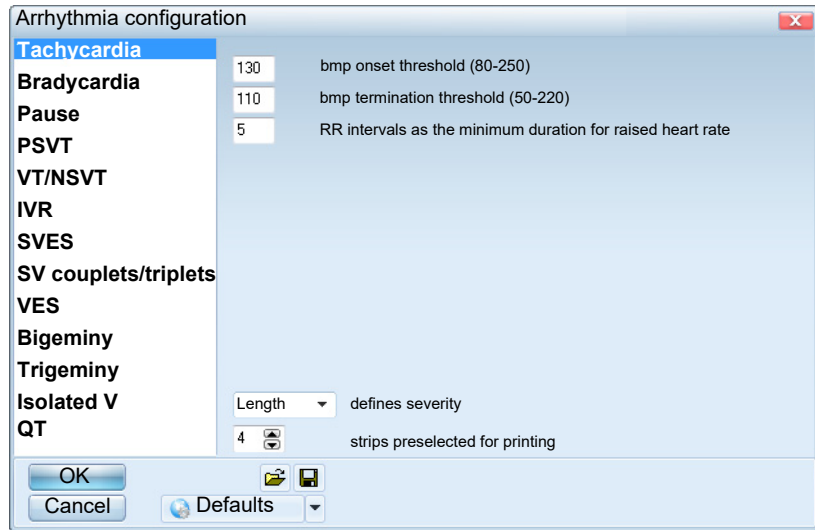 Arrhythmia configuration
Tachycardia
Bradycardia
Pause
PSVT
VT/NSVT
IVR
SVES
SV couplets/triplets
VES
Bigeminy
Trigeminy
Isolated V
QT
130 bmp onset threshold (80-250)
110 bmp termination threshold (50-220)
5 RR intervals as the minimum duration for raised heart rate
Length defines severity
4 strips preselected for printing
OK
Cancel Defaults